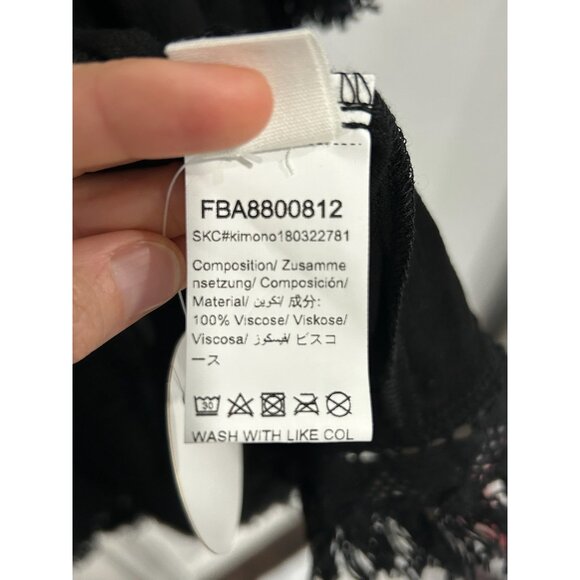 FBA8800812
SKC#kimono180322781
Composition/ Zusamme
nsetzung/ Composición/
Material/ تكوين/ 成分:
100% Viscose/ Viskose/
Viscosa/ فيسكوز/ ビスコ
ース
30
WASH WITH LIKE COL